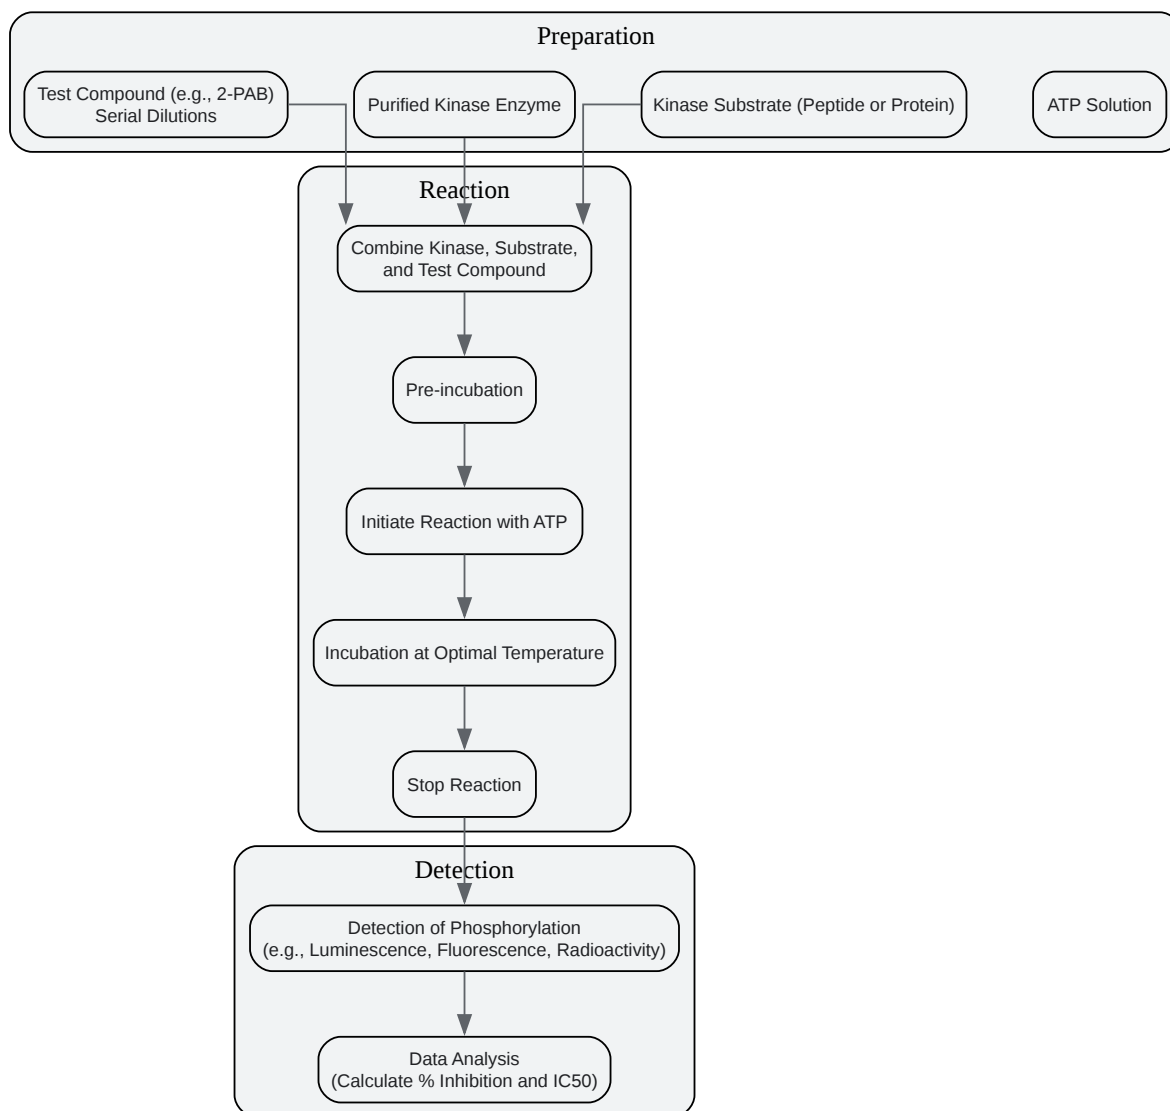 Preparation
Test Compound (e.g., 2-PAB)
Serial Dilutions
Purified Kinase Enzyme
Kinase Substrate (Peptide or Protein)
ATP Solution
Reaction
Combine Kinase, Substrate,
and Test Compound
Pre-incubation
Initiate Reaction with ATP
Incubation at Optimal Temperature
Stop Reaction
Detection
Detection of Phosphorylation
(e.g., Luminescence, Fluorescence, Radioactivity)
Data Analysis
(Calculate % Inhibition and IC50)